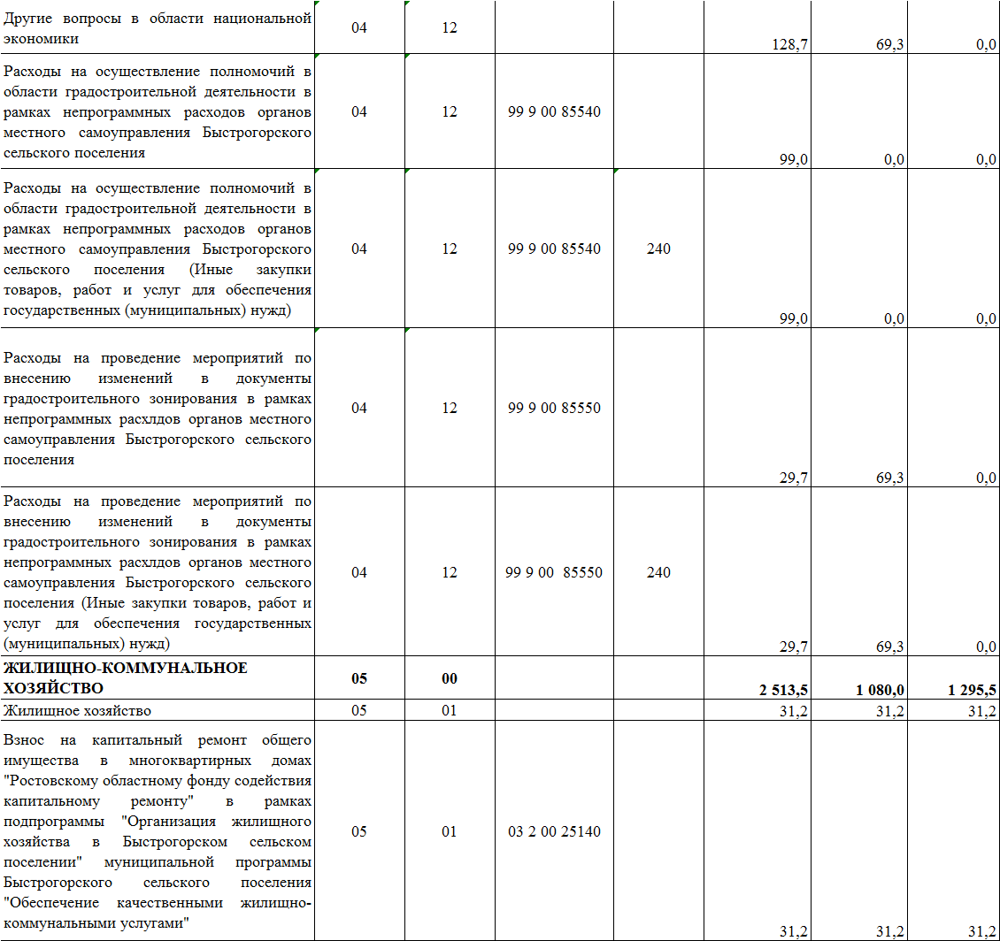 Другие вопросы в области национальной
экономики
04
12
128,7
69,3
0,0
Расходы на осуществление полномочий в
области градостроительной деятельности в
рамках непрограммных расходов органов
местного самоуправления Быстрогорского
сельского поселения
04
12
99 9 00 85540
99,0
0,0
0,0
Расходы на осуществление полномочий в
области градостроительной деятельности в
рамках непрограммных расходов органов
местного самоуправления Быстрогорского
сельского поселения (Иные закупки
товаров, работ и услуг для обеспечения
государственных (муниципальных) нужд)
04
12
99 9 00 85540
240
99,0
0,0
0,0
Расходы на проведение мероприятий по
внесению изменений в документы
градостроительного зонирования в рамках
непрограммных расхлдов органов местного
самоуправления Быстрогорского сельского
поселения
04
12
99 9 00 85550
29,7
69,3
0,0
Расходы на проведение мероприятий по
внесению изменений в документы
градостроительного зонирования в рамках
непрограммных расхлдов органов местного
самоуправления Быстрогорского сельского
поселения (Иные закупки товаров, работ и
услуг для обеспечения государственных
(муниципальных) нужд)
04
12
99 9 00  85550
240
29,7
69,3
0,0
ЖИЛИЩНО-КОММУНАЛЬНОЕ
ХОЗЯЙСТВО
05
00
2 513,5
1 080,0
1 295,5
Жилищное хозяйство
05
01
31,2
31,2
31,2
Взнос на капитальный ремонт общего
имущества в многоквартирных домах
"Ростовскому областному фонду содействия
капитальному ремонту" в рамках
подпрограммы "Организация жилищного
хозяйства в Быстрогорском сельском
поселении" муниципальной программы
Быстрогорского сельского поселения
"Обеспечение качественными жилищно-
коммунальными услугами"
05
01
03 2 00 25140
31,2
31,2
31,2